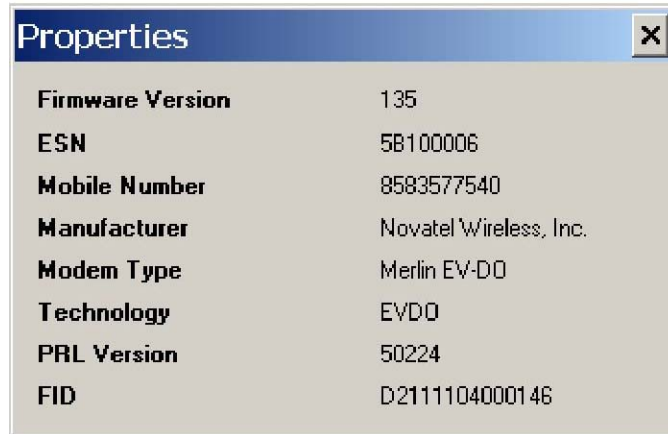 Properties
Firmware Version 135
ESN 5B100006
Mobile Number 8583577540
Manufacturer Novatel Wireless, Inc.
Modem Type Merlin EV-DO
Technology EVDO
PRL Version 50224
FID D2111104000146